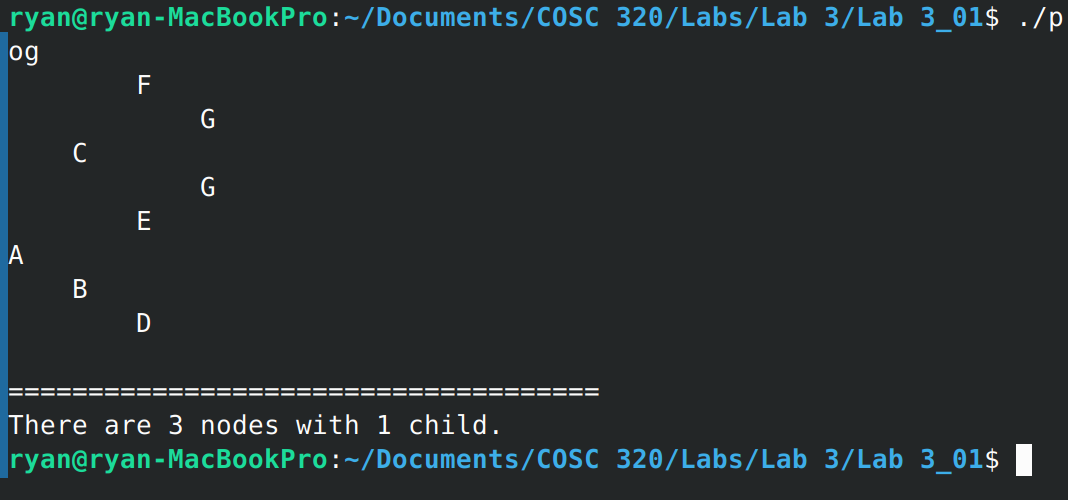 ryan@ryan-MacBookPro:~/Documents/COSC 320/Labs/Lab 3/Lab 3_01$ ./p
og
F
G
C
G
E
A
B
D
=====================================
There are 3 nodes with 1 child.
ryan@ryan-MacBookPro:~/Documents/COSC 320/Labs/Lab 3/Lab 3_01$